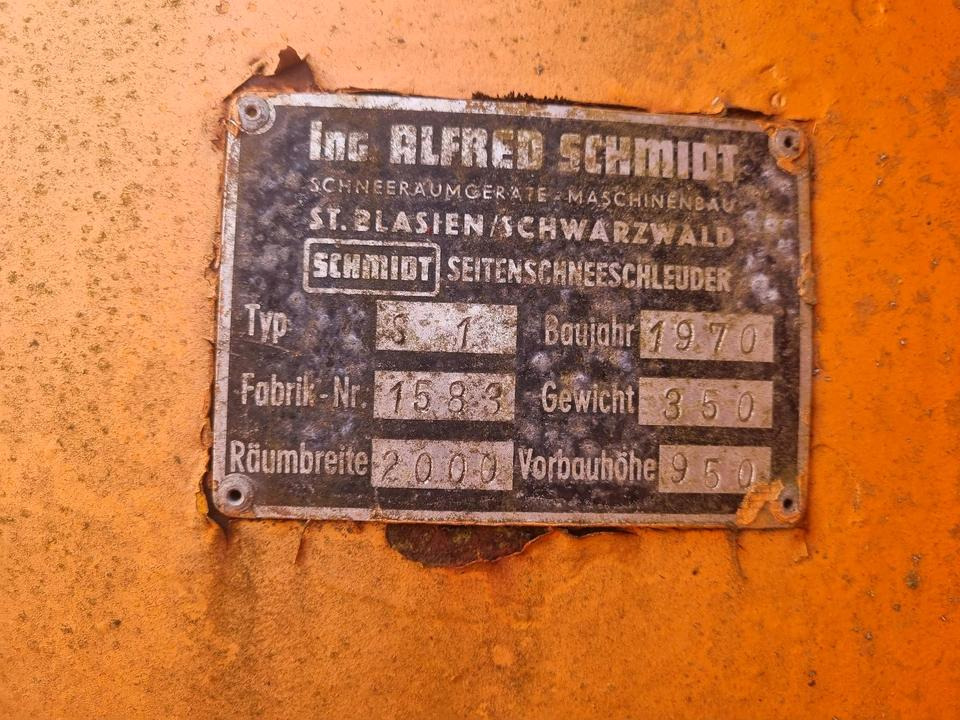 Ing ALFRED SCHMIDT
SCHNEERÄUMGERÄTE-MASCHINENBAU
ST. BLASIEN/SCHWARZWALD
SCHMIDT SEITENSCHNEESCHLEUDER
Typ S 1 Baujahr 1970
Fabrik-Nr. 1583 Gewicht 350
Räumbreite 2000 Vorbauhöhe 950